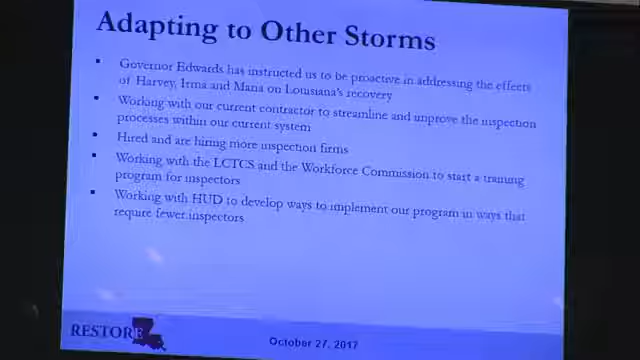 Adapting to Other Storms
▪ Governor Edwards has instructed us to be proactive in addressing the effects
of Harvey, Irma and Maria on Louisiana's recovery
▪ Working with our current contractor to streamline and improve the inspection
processes within our current system
▪ Hired and are hiring more inspection firms
▪ Working with the LCTCS and the Workforce Commission to start a training
program for inspectors
▪ Working with HUD to develop ways to implement our program in ways that
require fewer inspectors
RESTORE
October 27, 2017